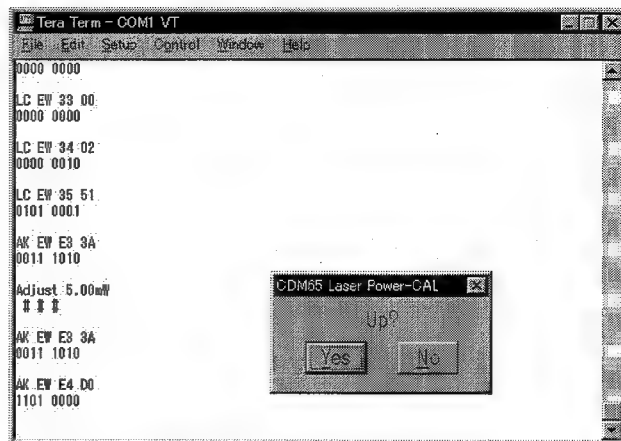 Tera Term - COM1 VT
File Edit Setup Control Window Help
0000 0000
LC EW 33 00
0000 0000
LC EW 34 02
0000 0010
LC EW 35 51
0101 0001
AK EW E3 3A
0011 1010
Adjust 5.00mW
# # #
AK EW E3 3A
0011 1010
AK EW E4 D0
1101 0000
CDM65 Laser Power-CAL
Up?
Yes No